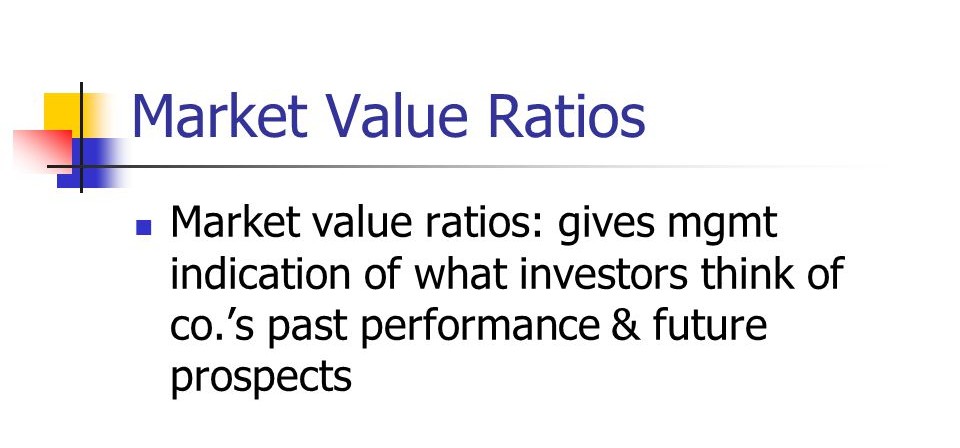 Market Value Ratios
Market value ratios: gives mgmt
indication of what investors think of
co.’s past performance & future
prospects